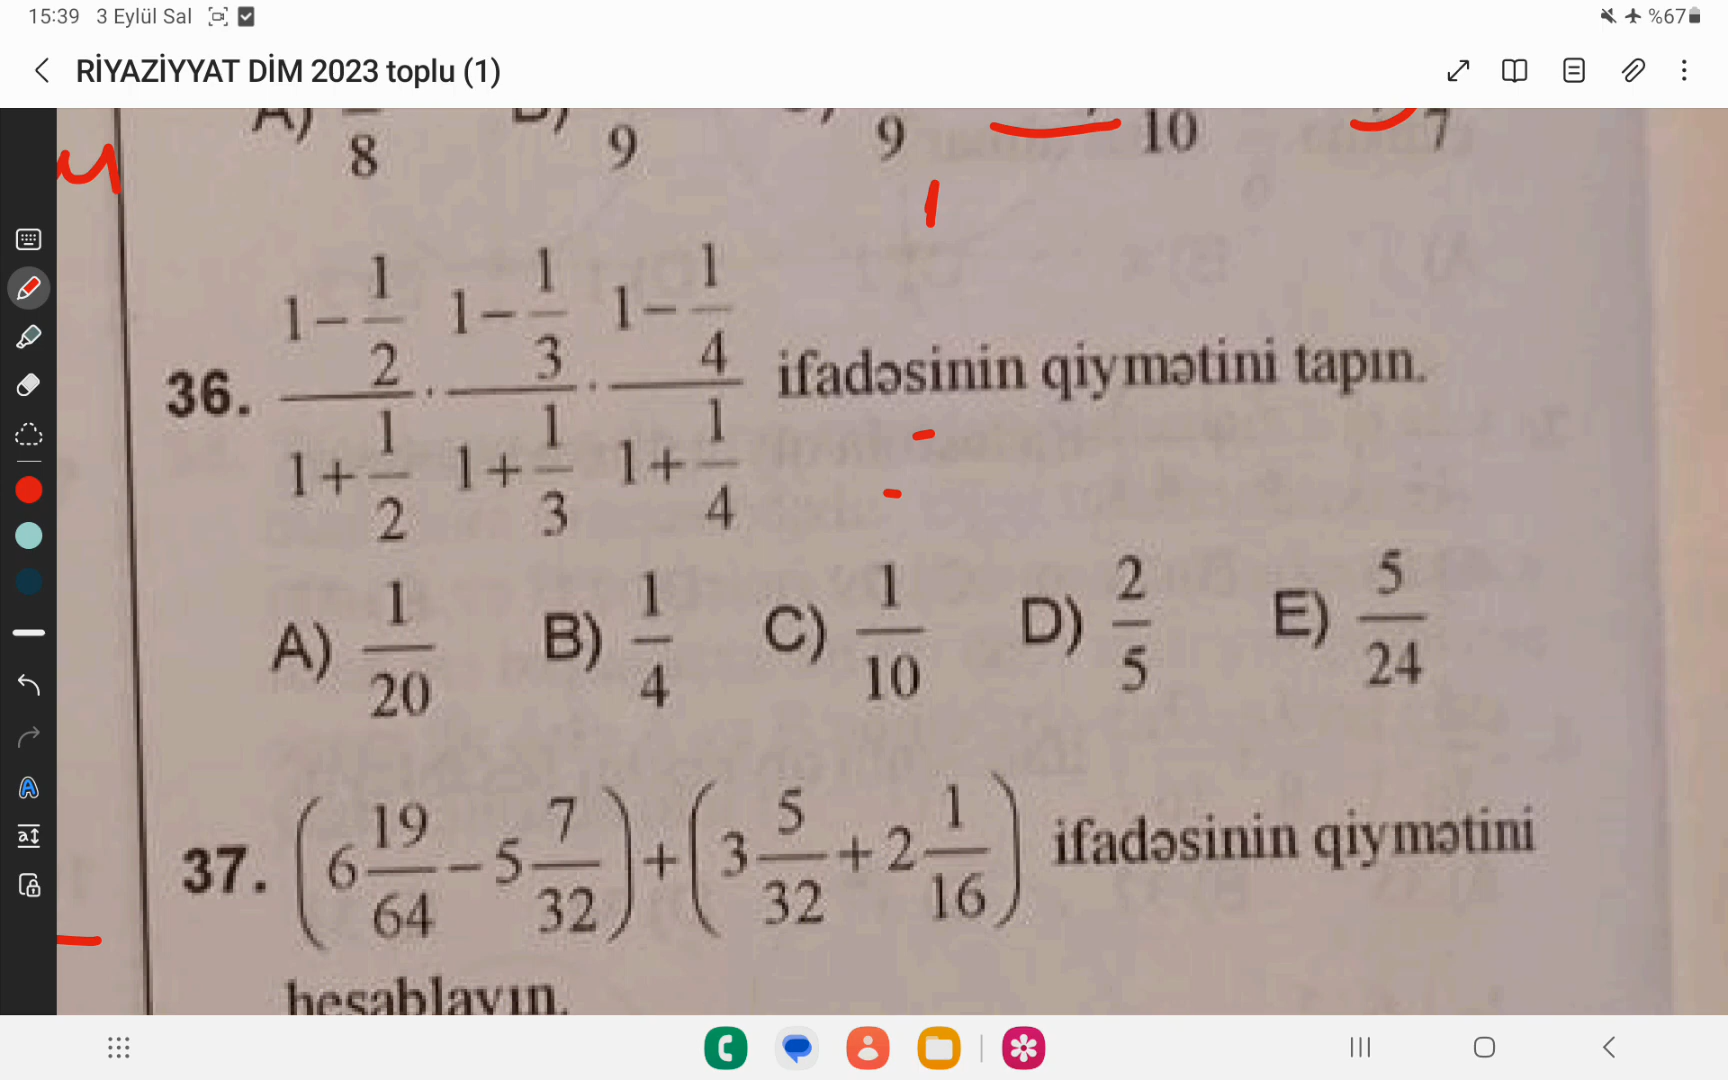 15:39 3 Eylül Sal %67
RİYAZİYYAT DİM 2023 toplu (1)
A) 8 9 9 10 7
36. (1-1/2)/(1+1/2) · (1-1/3)/(1+1/3) · (1-1/4)/(1+1/4) ifadəsinin qiymətini tapın.
A) 1/20 B) 1/4 C) 1/10 D) 2/5 E) 5/24
37. (6 19/64 - 5 7/32) + (3 5/32 + 2 1/16) ifadəsinin qiymətini
hesablayın.